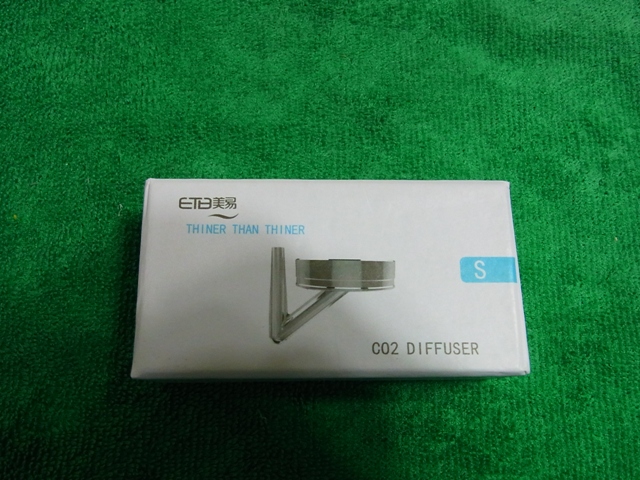 ETB美易
THINER THAN THINER
S
CO2 DIFFUSER